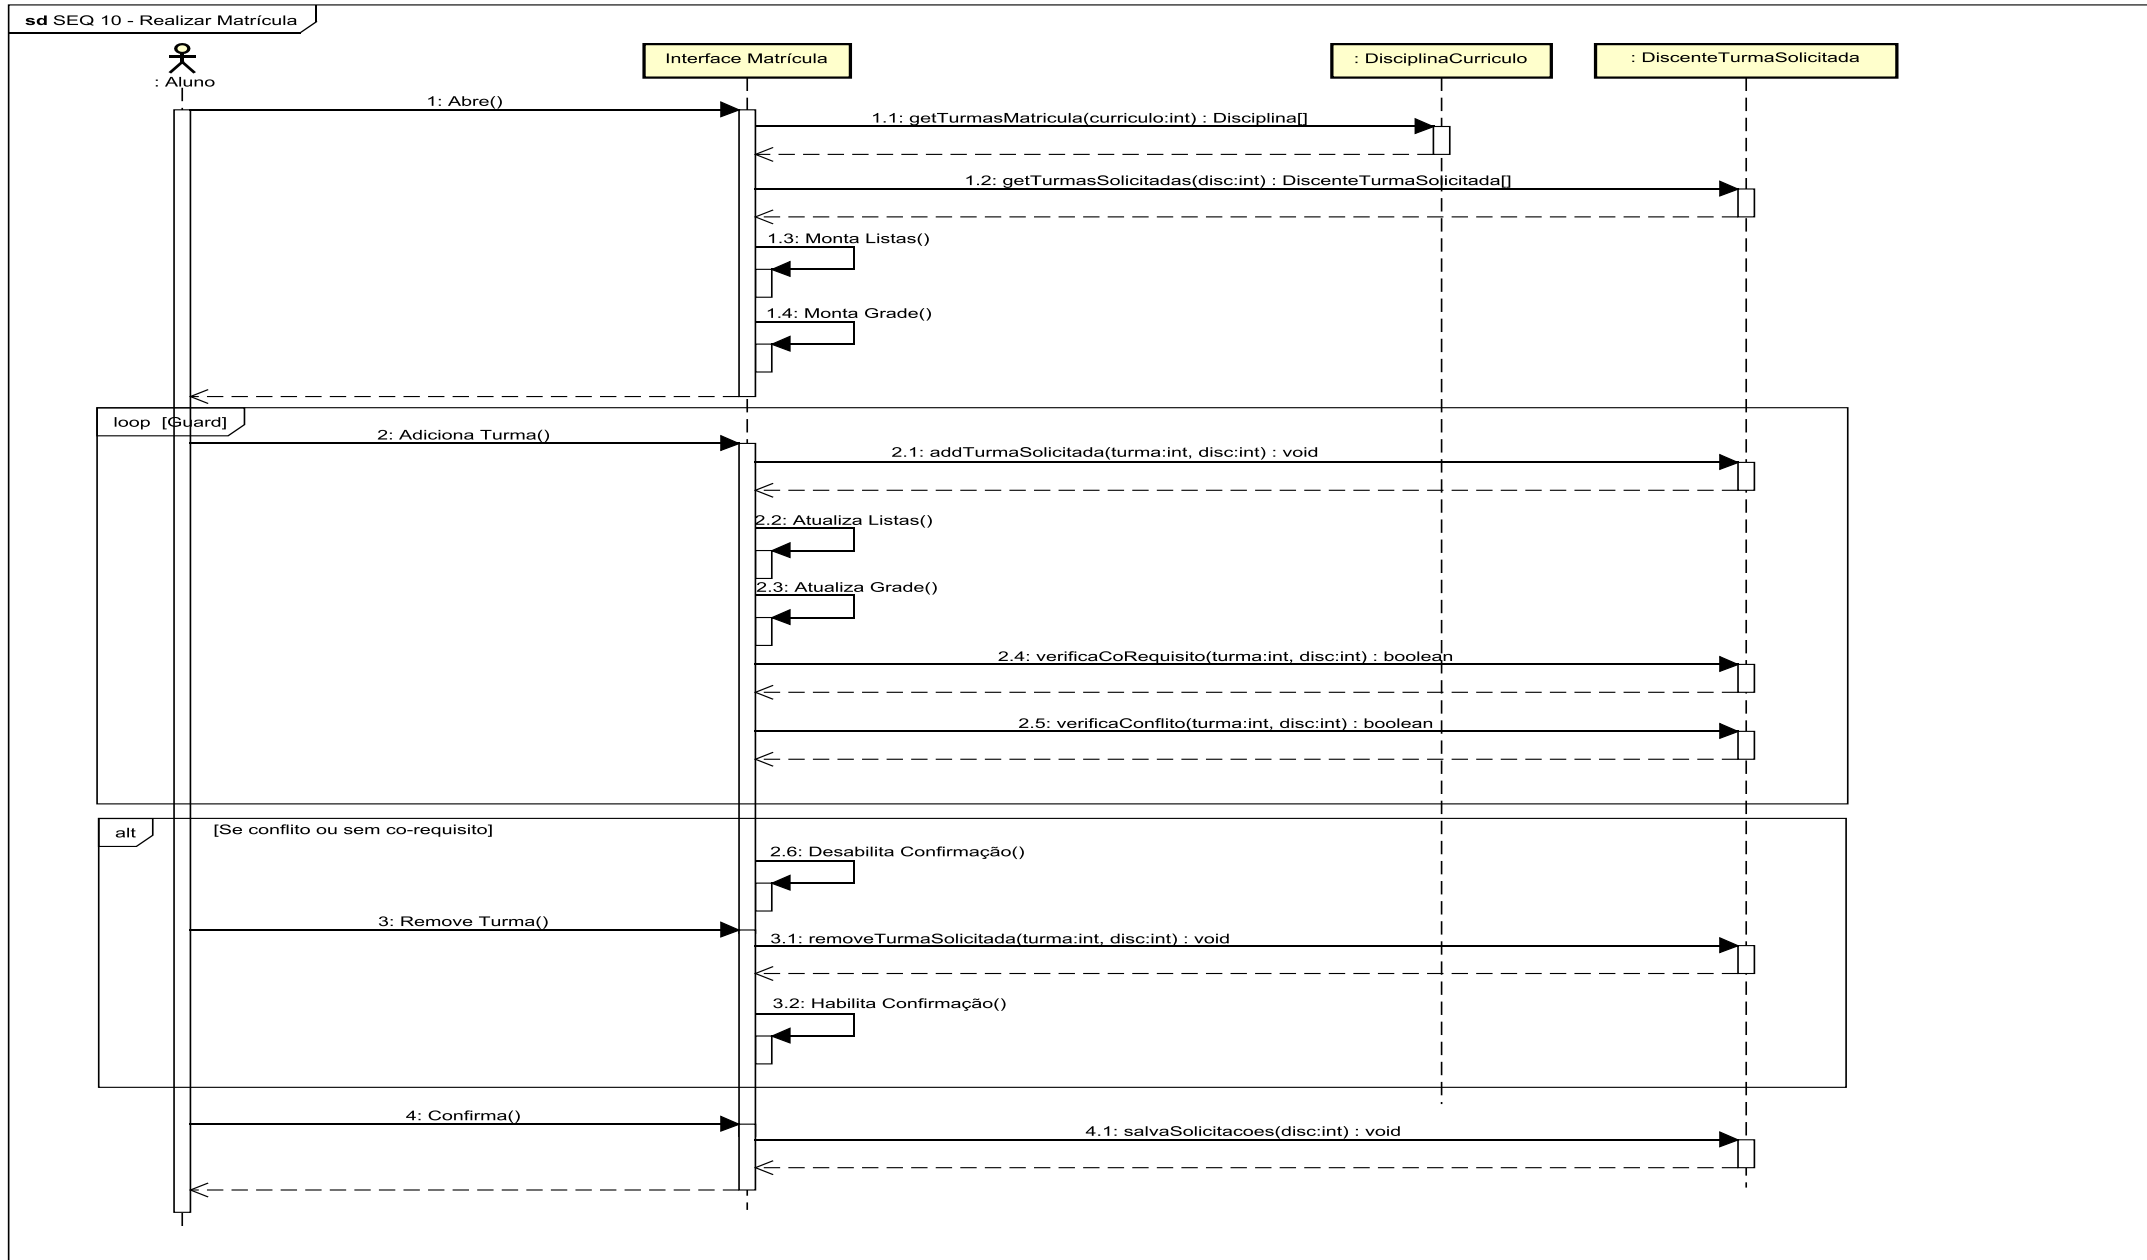 sd SEQ 10 - Realizar Matrícula
: Aluno
Interface Matrícula
: DisciplinaCurriculo
: DiscenteTurmaSolicitada
1: Abre()
1.1: getTurmasMatricula(curriculo:int) : Disciplina[]
1.2: getTurmasSolicitadas(disc:int) : DiscenteTurmaSolicitada[]
1.3: Monta Listas()
1.4: Monta Grade()
loop [Guard]
2: Adiciona Turma()
2.1: addTurmaSolicitada(turma:int, disc:int) : void
2.2: Atualiza Listas()
2.3: Atualiza Grade()
2.4: verificaCoRequisito(turma:int, disc:int) : boolean
2.5: verificaConflito(turma:int, disc:int) : boolean
alt
[Se conflito ou sem co-requisito]
2.6: Desabilita Confirmação()
3: Remove Turma()
3.1: removeTurmaSolicitada(turma:int, disc:int) : void
3.2: Habilita Confirmação()
4: Confirma()
4.1: salvaSolicitacoes(disc:int) : void